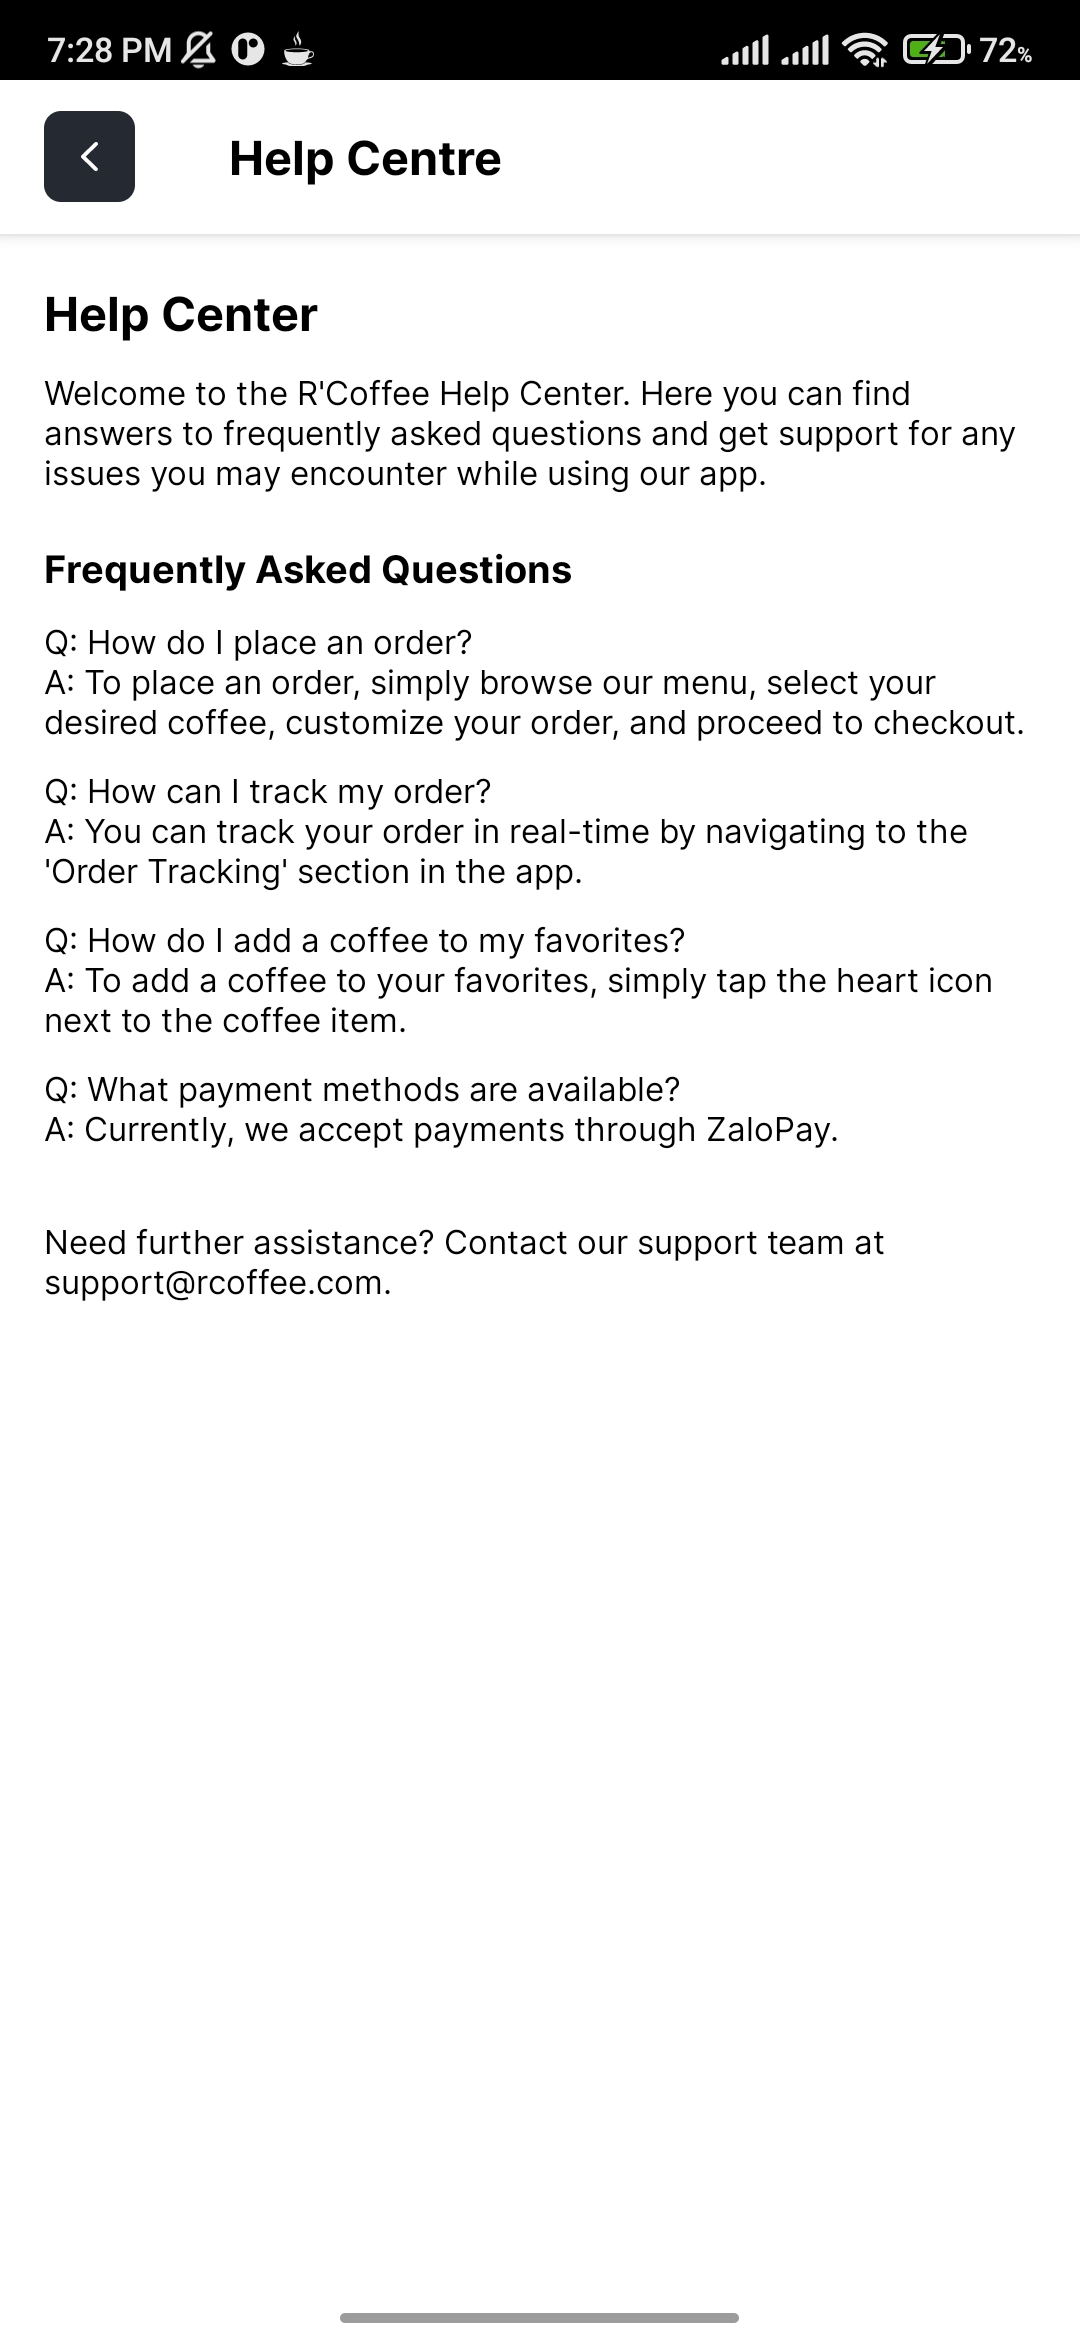 7:28 PM
72%
Help Centre
Help Center
Welcome to the R'Coffee Help Center. Here you can find
answers to frequently asked questions and get support for any
issues you may encounter while using our app.
Frequently Asked Questions
Q: How do I place an order?
A: To place an order, simply browse our menu, select your
desired coffee, customize your order, and proceed to checkout.
Q: How can I track my order?
A: You can track your order in real-time by navigating to the
'Order Tracking' section in the app.
Q: How do I add a coffee to my favorites?
A: To add a coffee to your favorites, simply tap the heart icon
next to the coffee item.
Q: What payment methods are available?
A: Currently, we accept payments through ZaloPay.
Need further assistance? Contact our support team at
support@rcoffee.com.